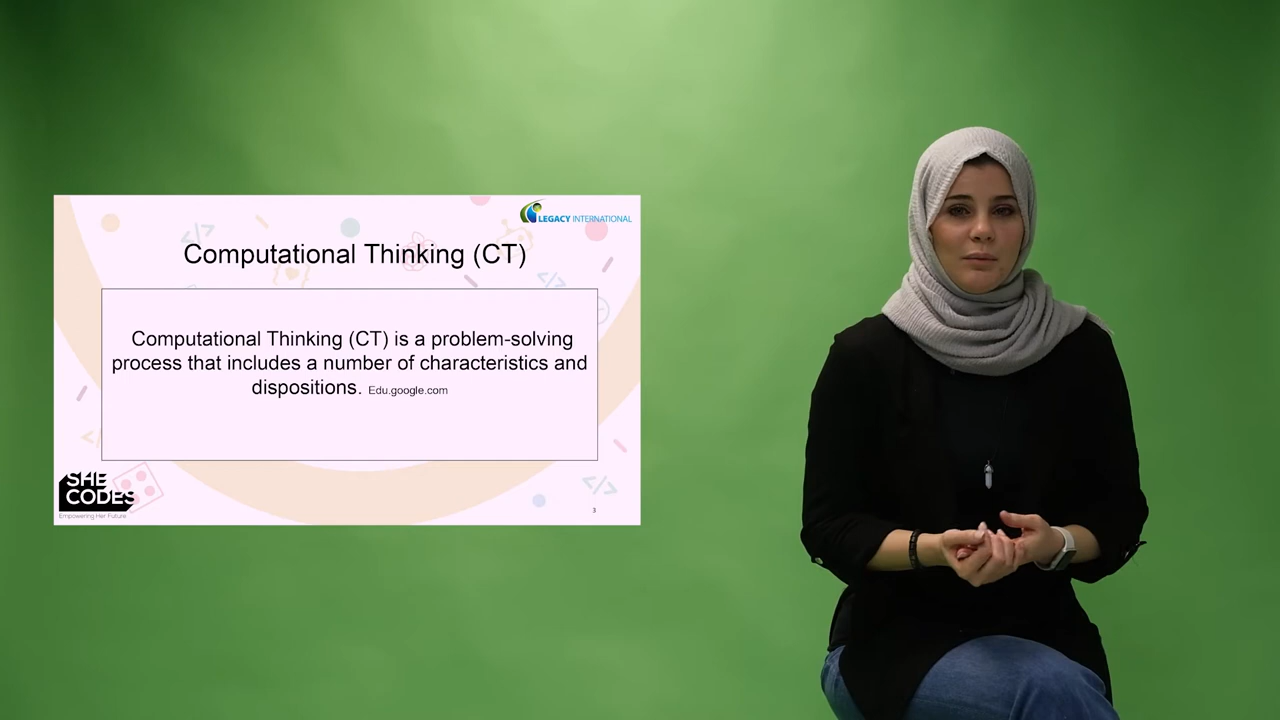 LEGACY INTERNATIONAL
Computational Thinking (CT)
Computational Thinking (CT) is a problem-solving
process that includes a number of characteristics and
dispositions. Edu.google.com
SHE
CODES
Empowering Her Future
3